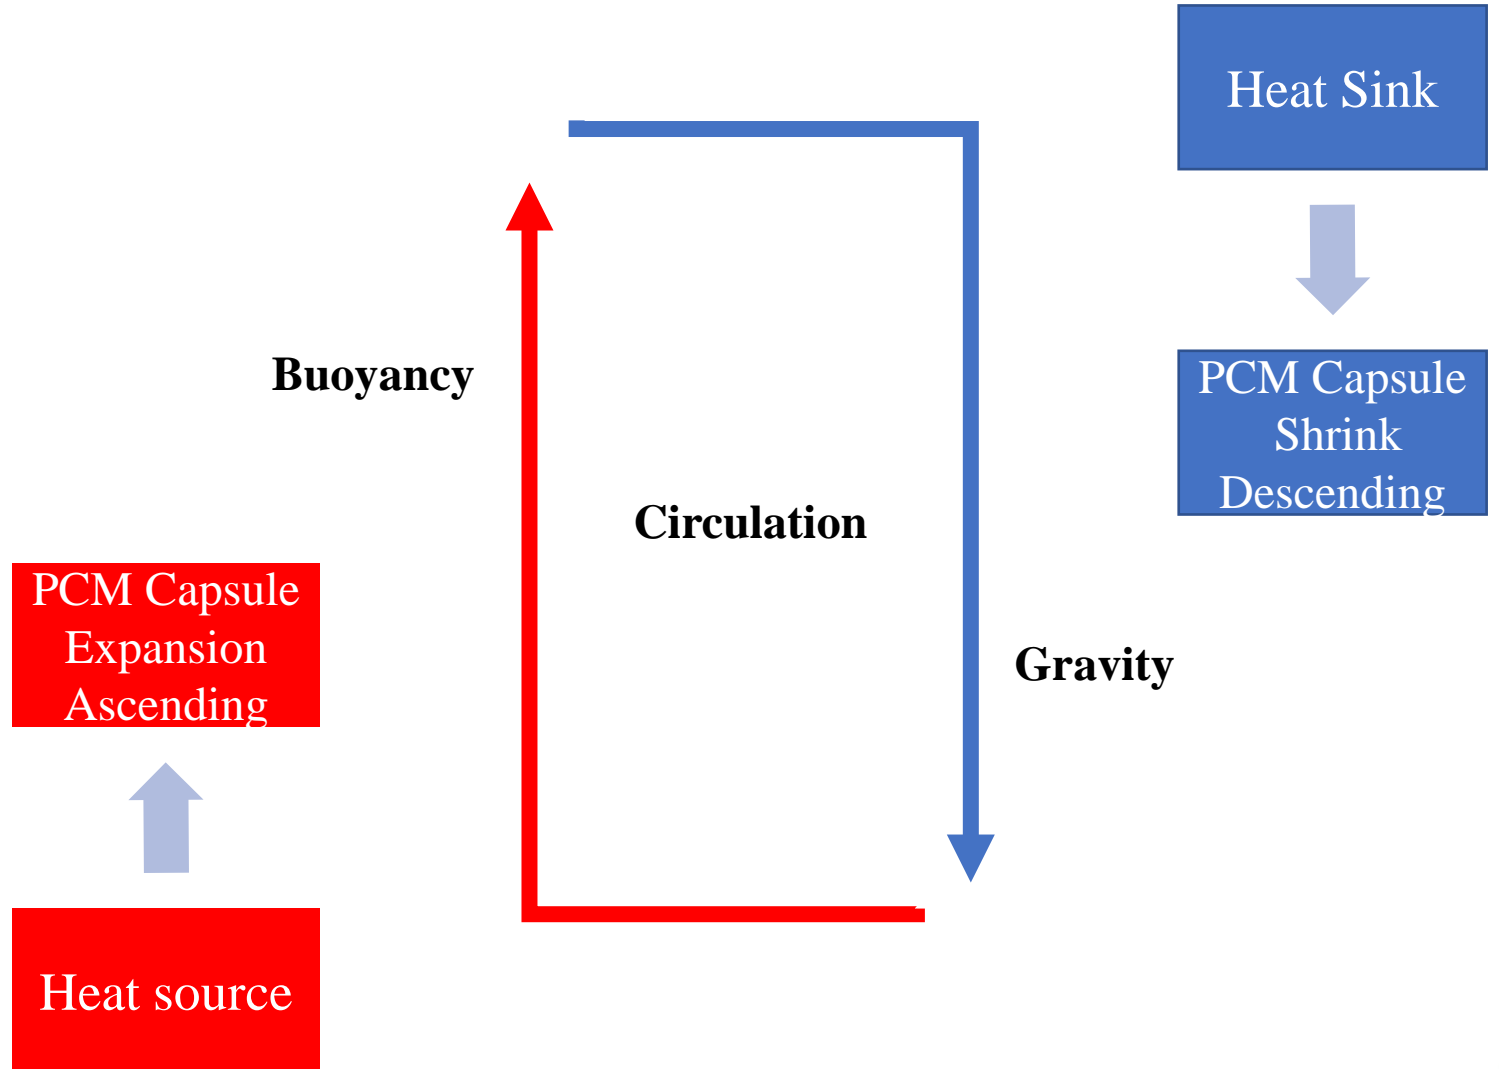 Heat Sink
Buoyancy
PCM Capsule
Shrink
Descending
Circulation
PCM Capsule
Expansion
Ascending
Gravity
Heat source